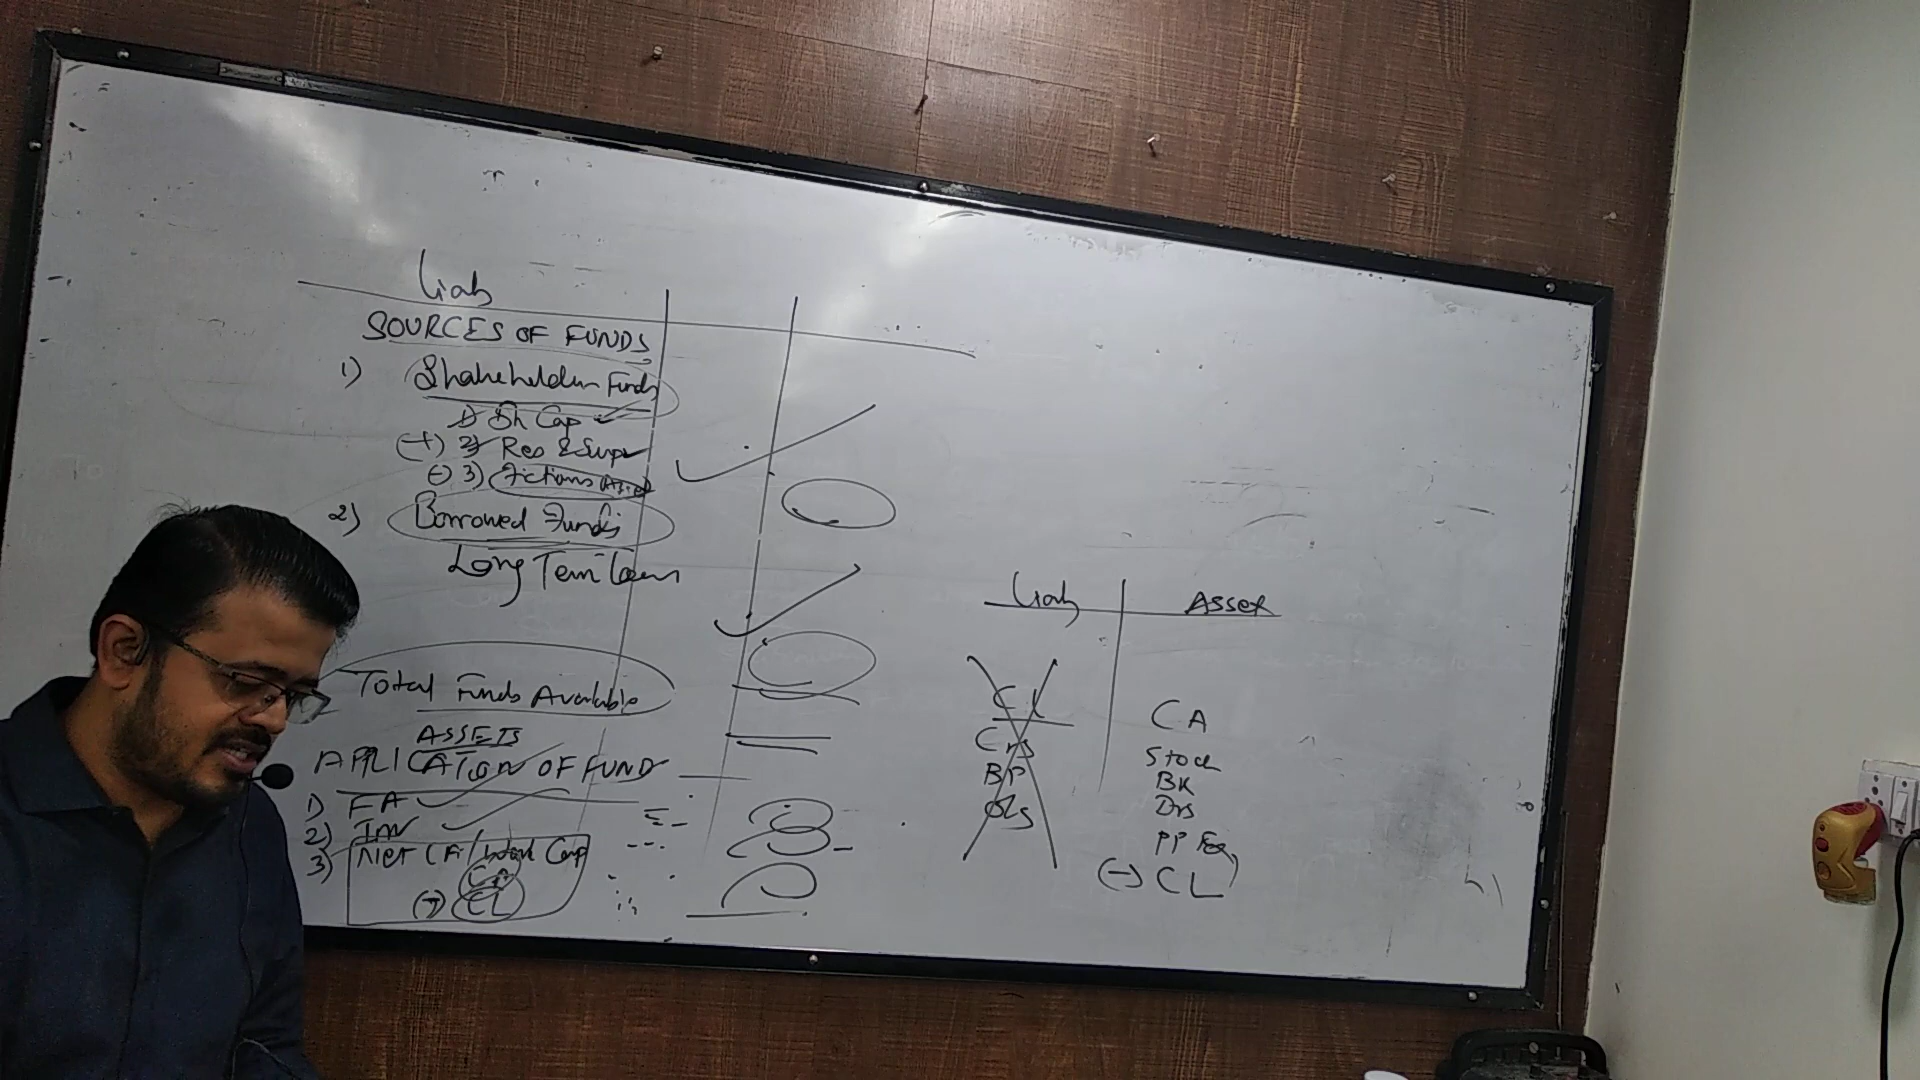 Liab
SOURCES OF FUNDS
1) Shareholders Funds
1) Sh Cap
(+) 2) Res & Surp
(-) 3) Fictions Asset
2) Borrowed Funds
Long Term Loans
Total Funds Available
ASSETS
APPLICATION OF FUND
1) FA
2) INV
3) Net CA / Work Cap
CA
(-) CL
Liab Asset
CL
Crs
BP
O/s
CA
Stock
BK
Drs
PP Exp
(-) CL